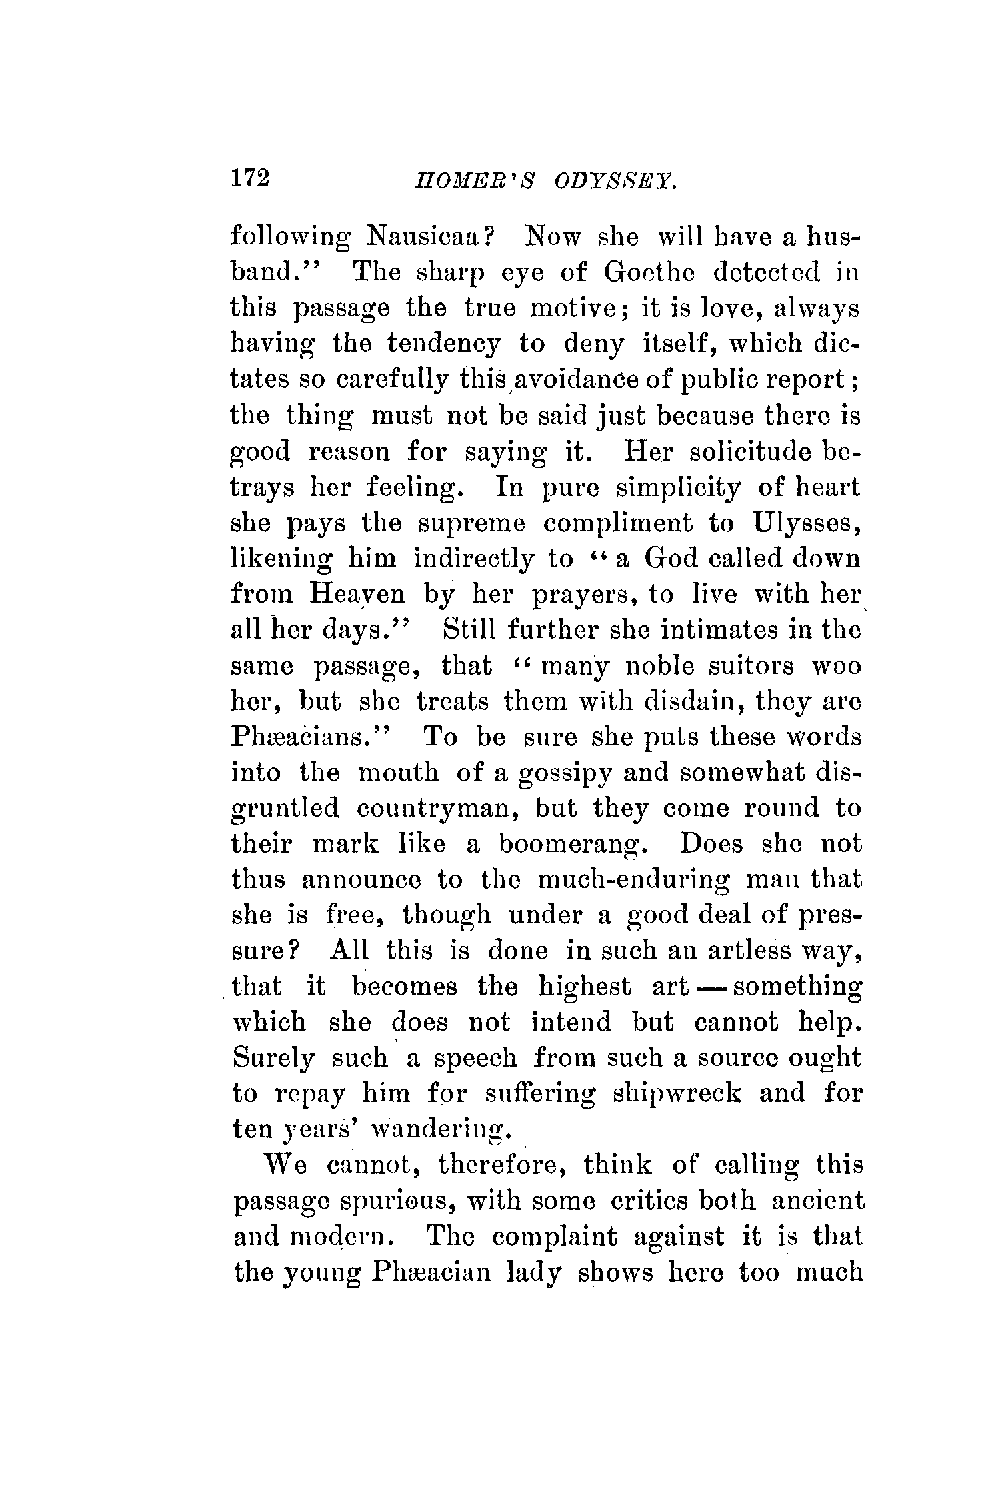 172 HOMER'S ODYSSEY.
following Nausicaa? Now she will have a hus-
band." The sharp eye of Goethe detected in
this passage the true motive; it is love, always
having the tendency to deny itself, which dic-
tates so carefully this avoidance of public report;
the thing must not be said just because there is
good reason for saying it. Her solicitude be-
trays her feeling. In pure simplicity of heart
she pays the supreme compliment to Ulysses,
likening him indirectly to "a God called down
from Heaven by her prayers, to live with her
all her days." Still further she intimates in the
same passage, that "many noble suitors woo
her, but she treats them with disdain, they are
Phæacians." To be sure she puts these words
into the mouth of a gossipy and somewhat dis-
gruntled countryman, but they come round to
their mark like a boomerang. Does she not
thus announce to the much-enduring man that
she is free, though under a good deal of pres-
sure? All this is done in such an artless way,
that it becomes the highest art — something
which she does not intend but cannot help.
Surely such a speech from such a source ought
to repay him for suffering shipwreck and for
ten years' wandering.
We cannot, therefore, think of calling this
passage spurious, with some critics both ancient
and modern. The complaint against it is that
the young Phæacian lady shows here too much